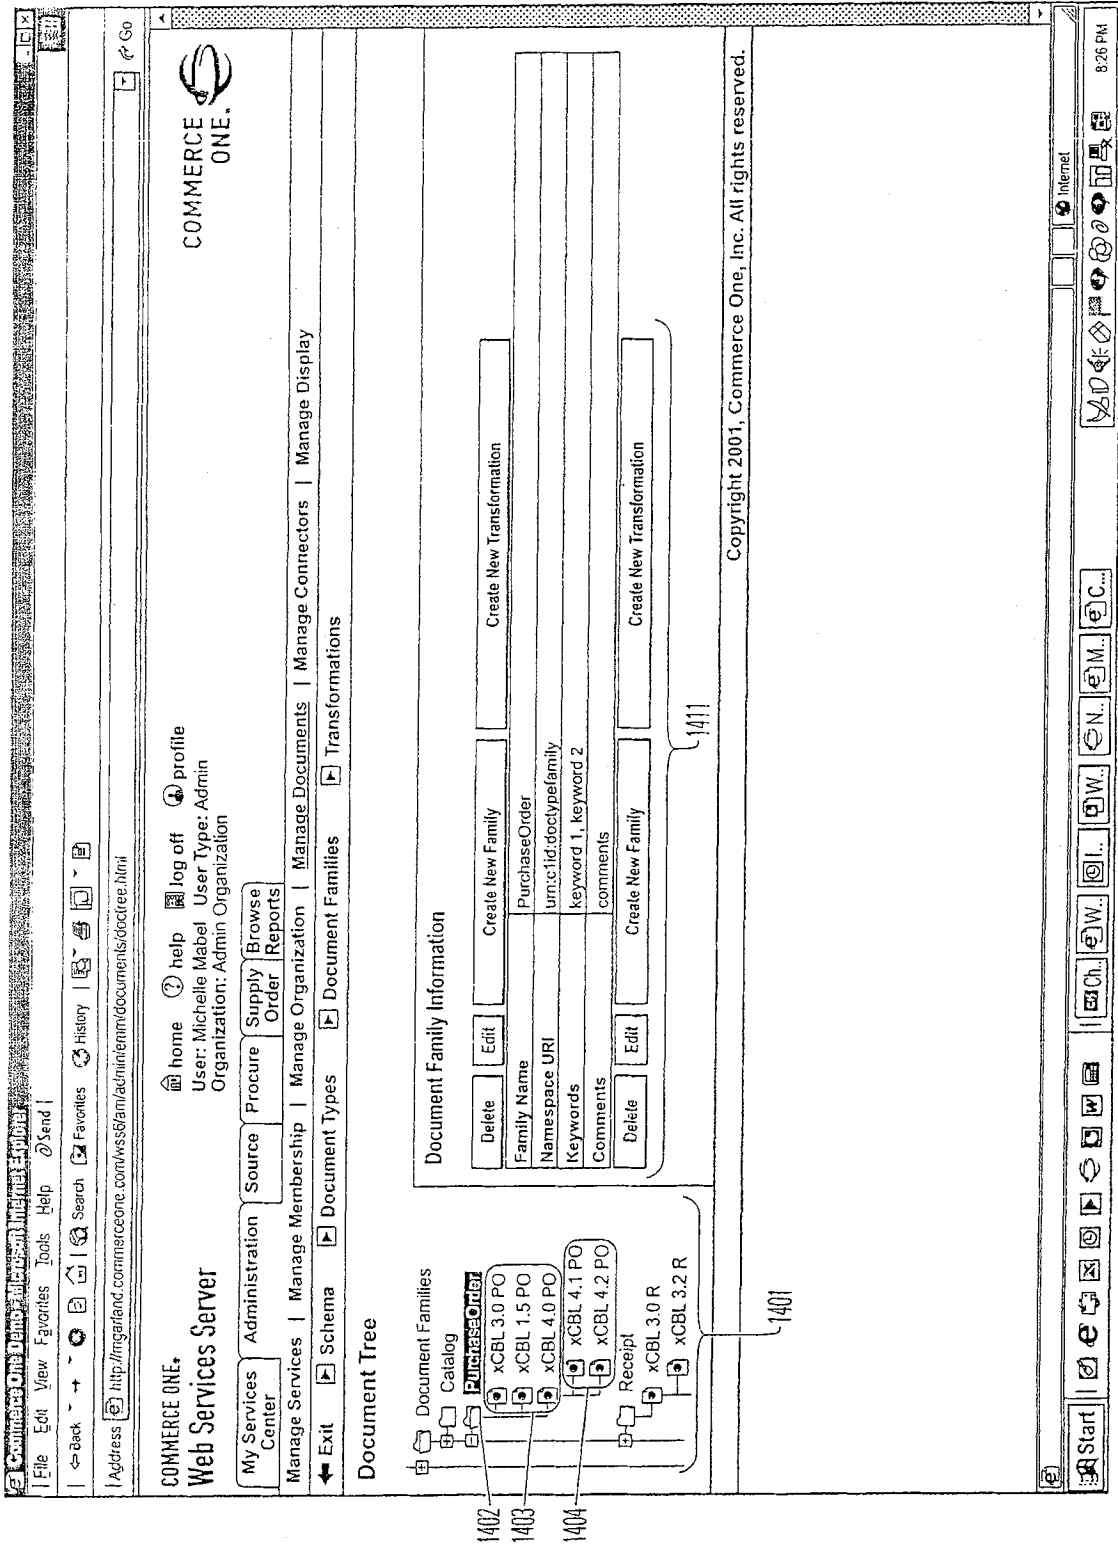 Commerce One Demo - Microsoft Internet Explorer
File Edit View Favorites Tools Help Send
Back Search Favorites History
Address http://mgarland.commerceone.com/wss6/am/admin/emm/documents/doctree.html Go
COMMERCE ONE.
Web Services Server
home help log off profile
User: Michelle Mabel User Type: Admin
Organization: Admin Organization
COMMERCE
ONE.
My Services Center
Administration
Source
Procure
Supply Order
Browse Reports
Manage Services | Manage Membership | Manage Organization | Manage Documents | Manage Connectors | Manage Display
Exit Schema Document Types Document Families Transformations
Document Tree
Document Families
Catalog
PurchaseOrder
xCBL 3.0 PO
xCBL 1.5 PO
xCBL 4.0 PO
xCBL 4.1 PO
xCBL 4.2 PO
Receipt
xCBL 3.0 R
xCBL 3.2 R
Document Family Information
Delete Edit Create New Family Create New Transformation
Family Name PurchaseOrder
Namespace URI urn:c1id:doctypefamily
Keywords keyword 1, keyword 2
Comments comments
Delete Edit Create New Family Create New Transformation
1402
1403
1404
1401
1411
Copyright 2001, Commerce One, Inc. All rights reserved.
Internet
Start Ch.. W.. I... W.. N.. M.. C... 8:26 PM